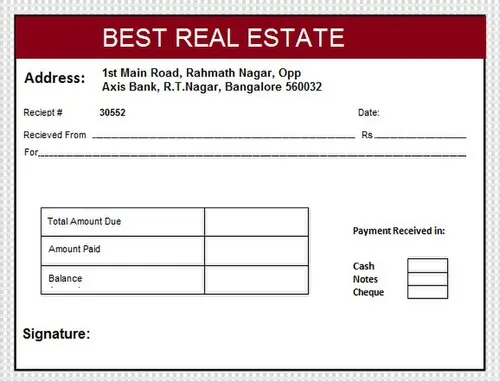 BEST REAL ESTATE
Address: 1st Main Road, Rahmath Nagar, Opp
Axis Bank, R.T.Nagar, Bangalore 560032
Reciept # 30552 Date:
Recieved From Rs
For
Total Amount Due
Amount Paid
Payment Received in:
Cash
Balance
Notes
Cheque
Signature: